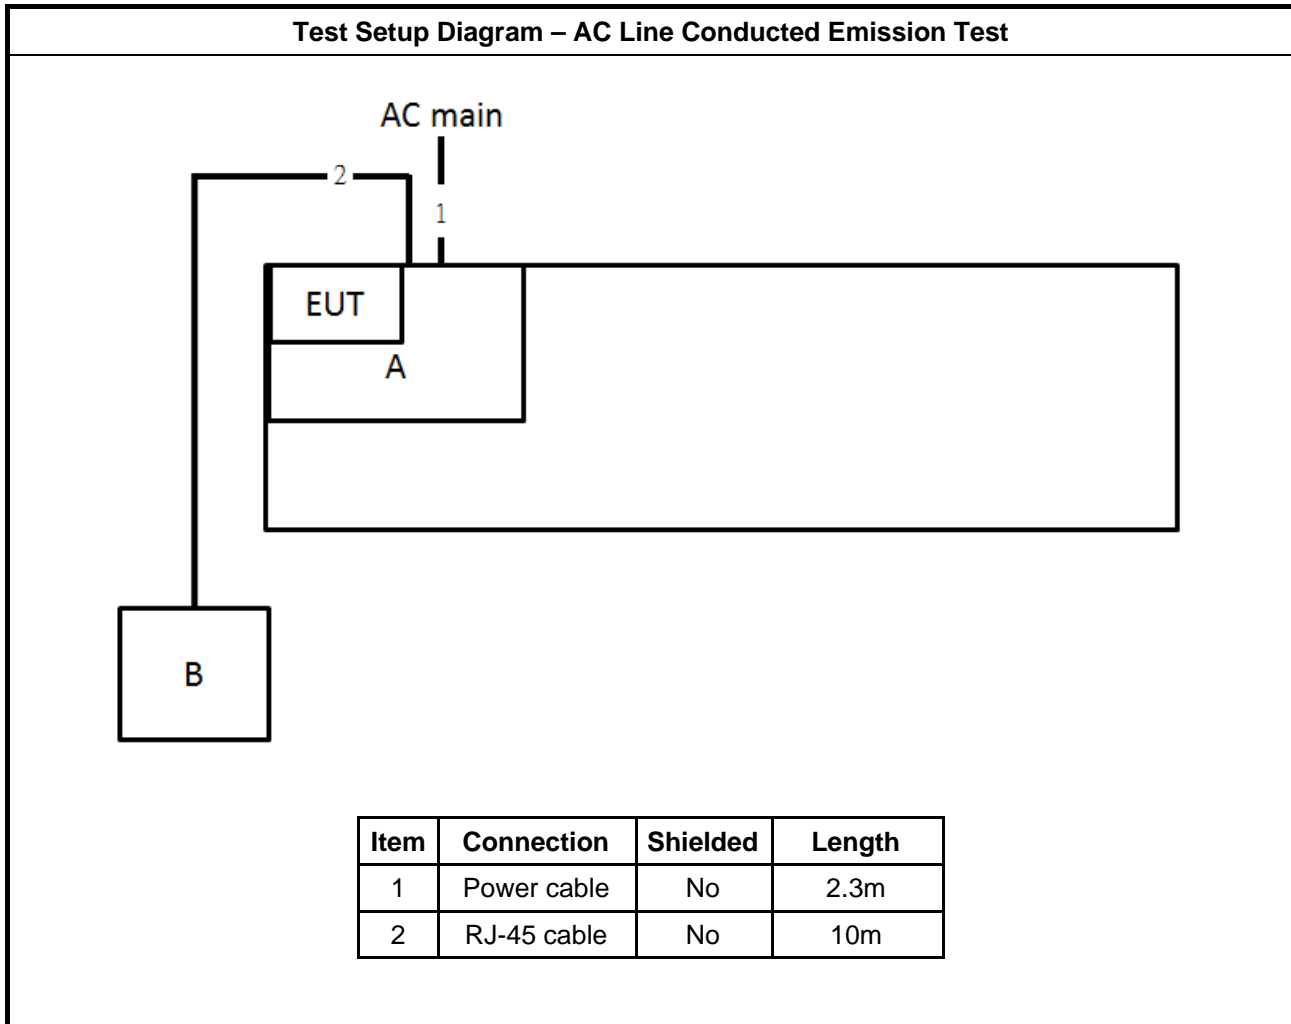 Test Setup Diagram – AC Line Conducted Emission Test
AC main
2
1
EUT
A
B
Item Connection Shielded Length
1 Power cable No 2.3m
2 RJ-45 cable No 10m